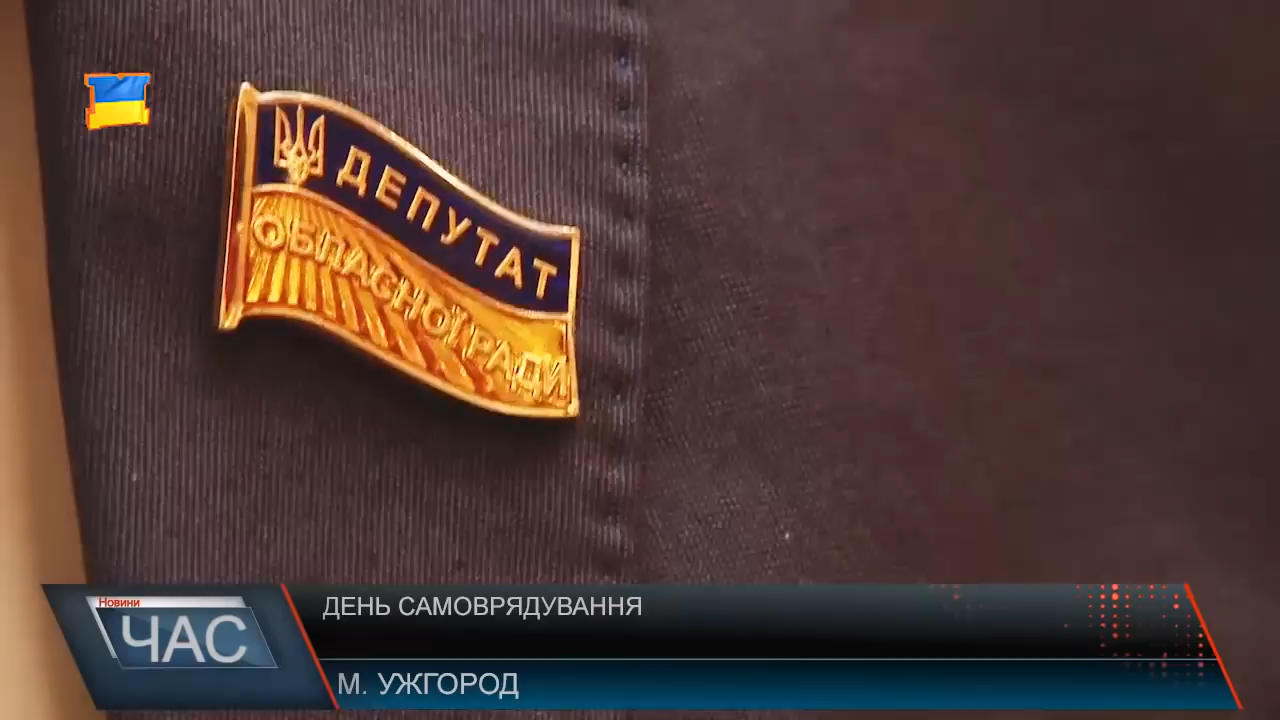 ДЕПУТАТ
ОБЛАСНОЇ РАДИ
Новини
ЧАС
ДЕНЬ САМОВРЯДУВАННЯ
М. УЖГОРОД